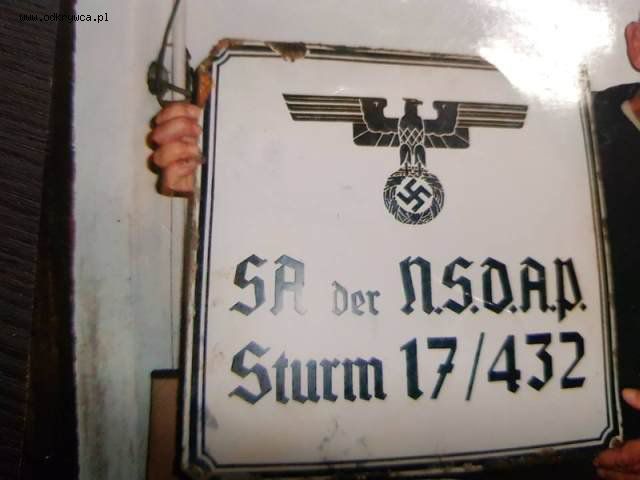 www.odkrywca.pl
SA der N.S.D.A.P.
Sturm 17/432